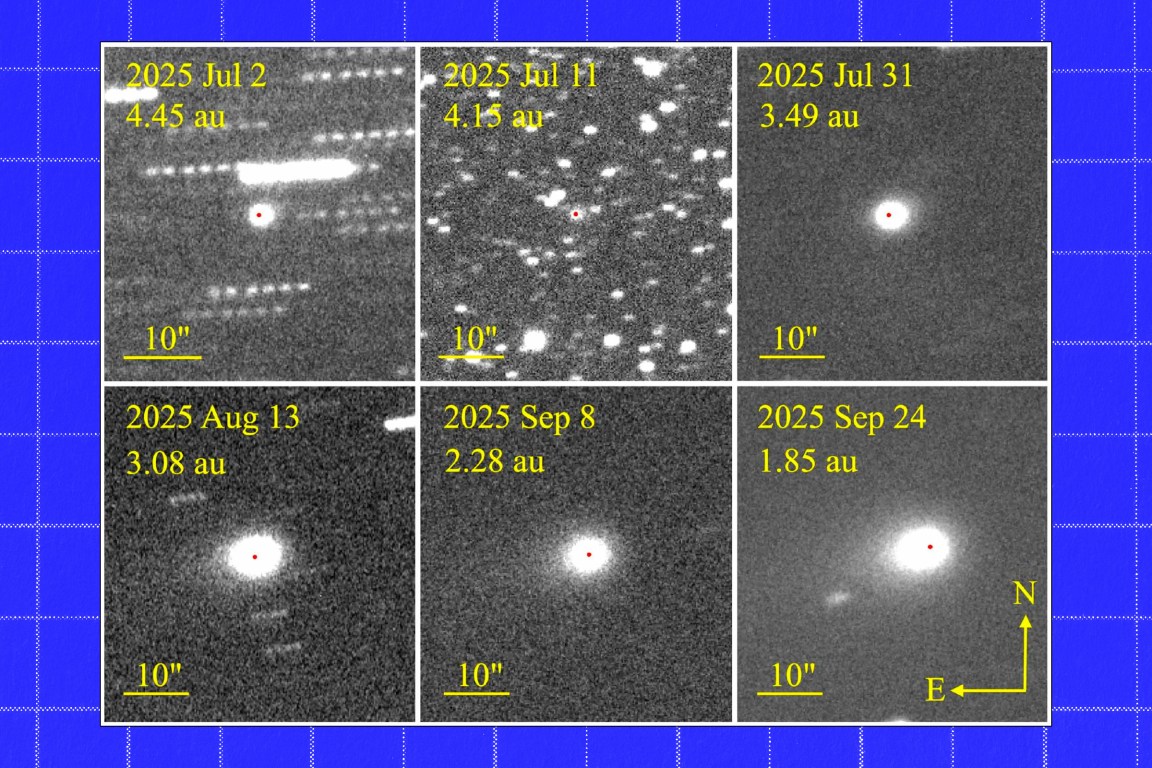 2025 Jul 2
4.45 au
10"
2025 Jul 11
4.15 au
10"
2025 Jul 31
3.49 au
10"
2025 Aug 13
3.08 au
10"
2025 Sep 8
2.28 au
10"
2025 Sep 24
1.85 au
N
E
10"